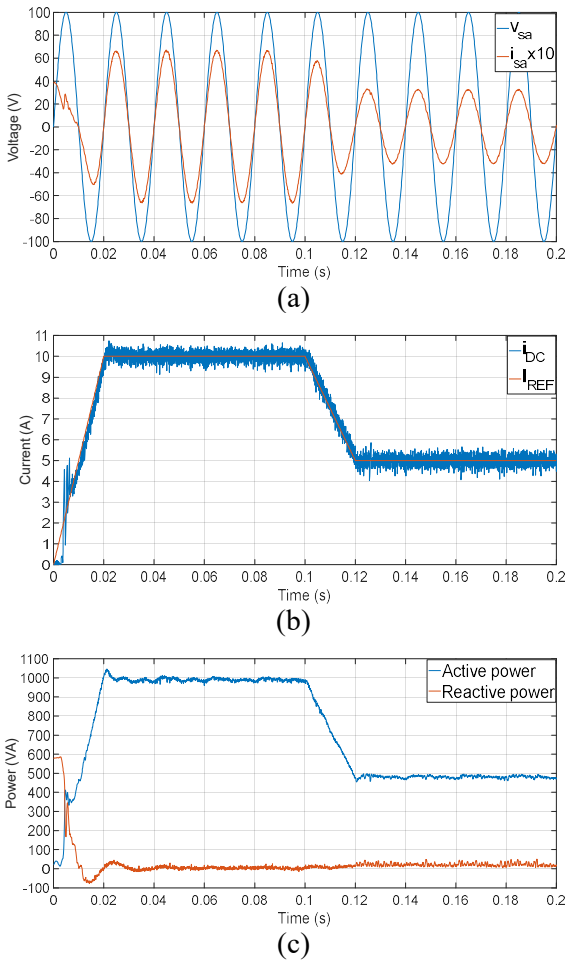 100
80
60
40
20
0
-20
-40
-60
-80
-100
Voltage (V)
v_sa
i_sa x10
0 0.02 0.04 0.06 0.08 0.1 0.12 0.14 0.16 0.18 0.2
Time (s)
(a)
11
10
9
8
7
6
5
4
3
2
1
0
Current (A)
i_DC
I_REF
0 0.02 0.04 0.06 0.08 0.1 0.12 0.14 0.16 0.18 0.2
Time (s)
(b)
1100
1000
900
800
700
600
500
400
300
200
100
0
-100
Power (VA)
Active power
Reactive power
0 0.02 0.04 0.06 0.08 0.1 0.12 0.14 0.16 0.18 0.2
Time (s)
(c)